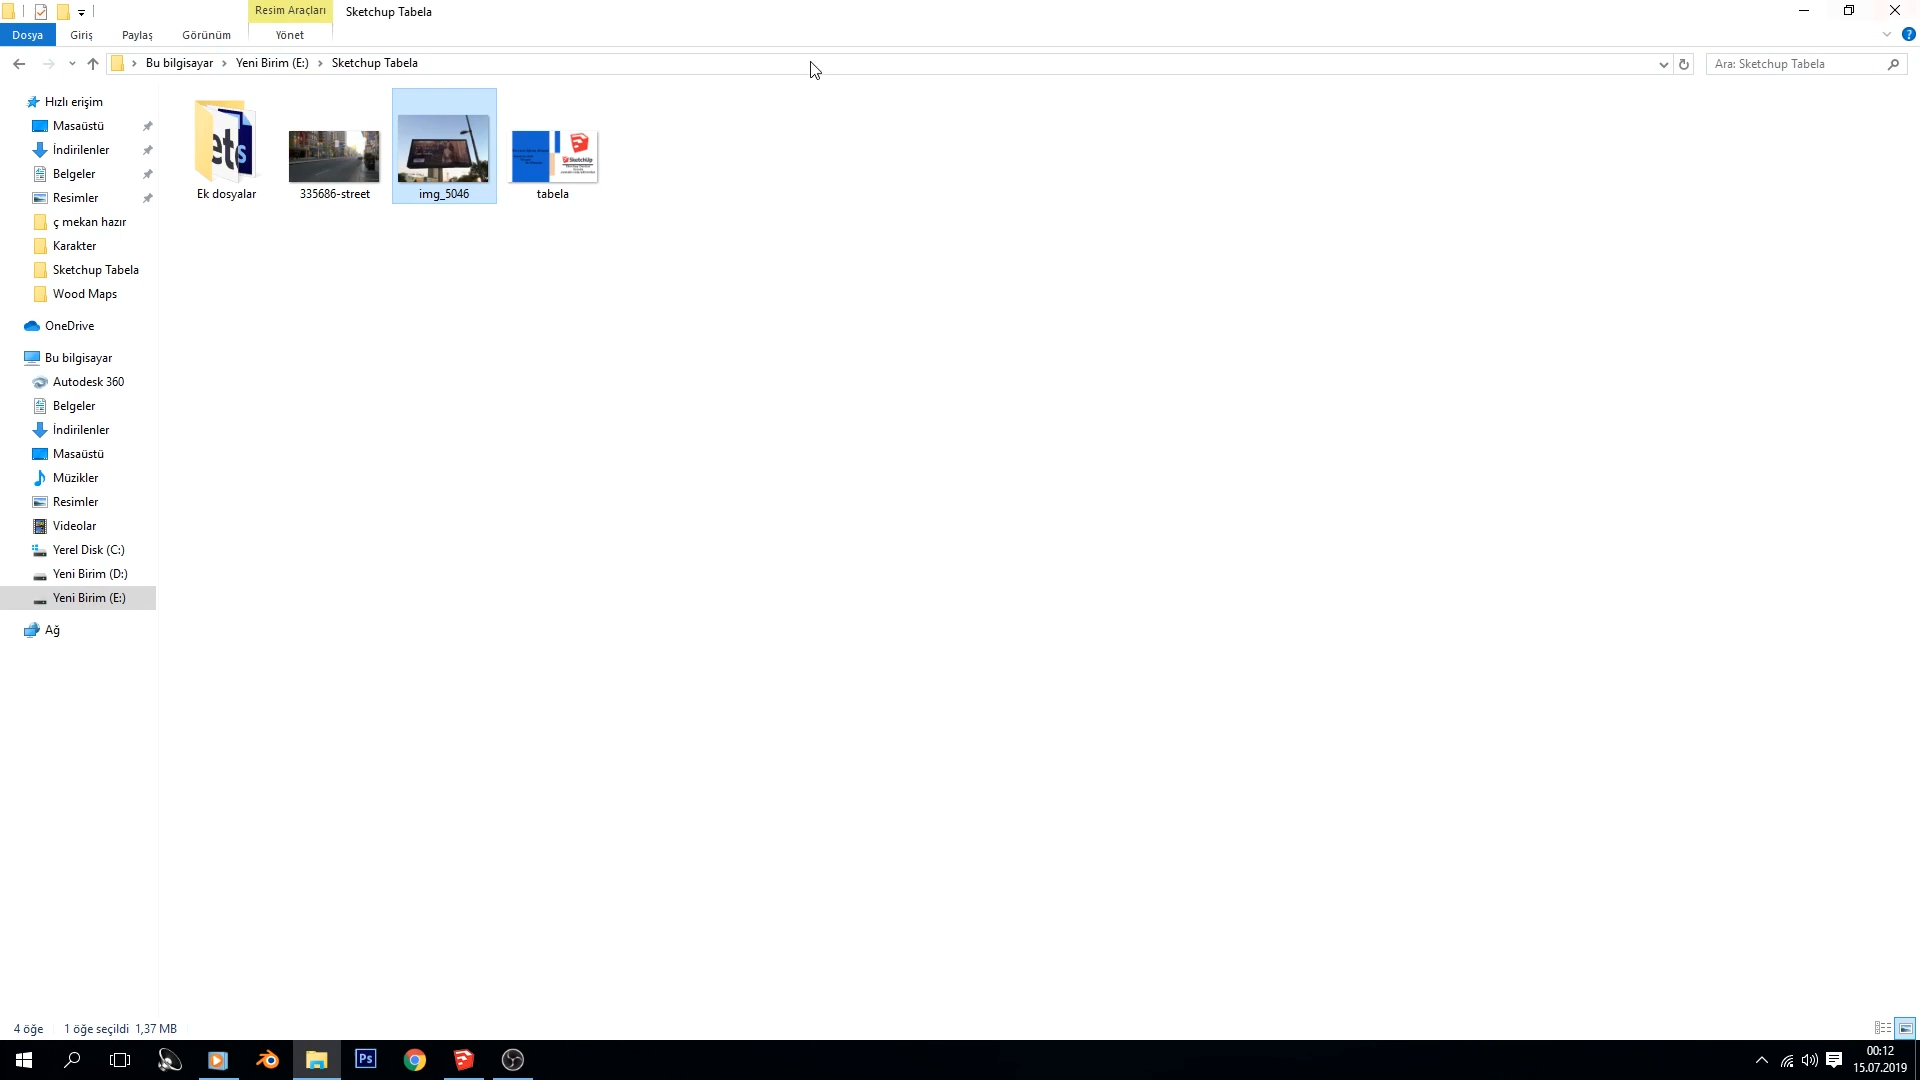 Resim Araçları
Sketchup Tabela
Dosya
Giriş
Paylaş
Görünüm
Yönet
Bu bilgisayar
Yeni Birim (E:)
Sketchup Tabela
Ara: Sketchup Tabela
Hızlı erişim
Masaüstü
İndirilenler
Belgeler
Resimler
ç mekan hazır
Karakter
Sketchup Tabela
Wood Maps
OneDrive
Bu bilgisayar
Autodesk 360
Belgeler
İndirilenler
Masaüstü
Müzikler
Resimler
Videolar
Yerel Disk (C:)
Yeni Birim (D:)
Yeni Birim (E:)
Ağ
Ek dosyalar
335686-street
img_5046
SketchUp
tabela
4 öğe
1 öğe seçildi 1,37 MB
Ps
00:12
15.07.2019